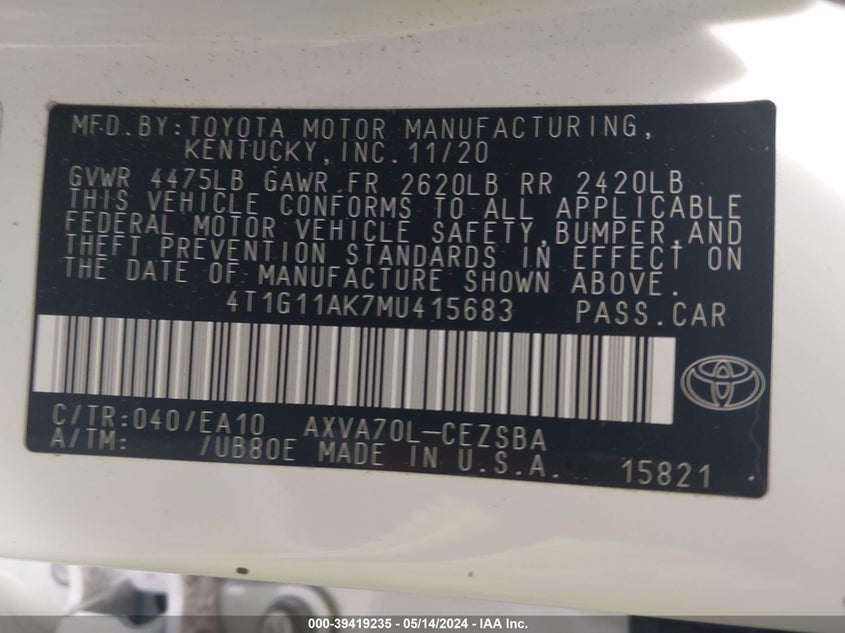 MFD.BY:TOYOTA MOTOR MANUFACTURING,
KENTUCKY,INC.11/20
GVWR 4475LB GAWR FR 2620LB RR 2420LB
THIS VEHICLE CONFORMS TO ALL APPLICABLE
FEDERAL MOTOR VEHICLE SAFETY,BUMPER,AND
THEFT PREVENTION STANDARDS IN EFFECT ON
THE DATE OF MANUFACTURE SHOWN ABOVE.
4T1G11AK7MU415683 PASS.CAR
C/TR:040/EA10 AXVA70L-CEZSBA
A/TM: /UB80E MADE IN U.S.A. 15821
000-39419235 - 05/14/2024 - IAA Inc.